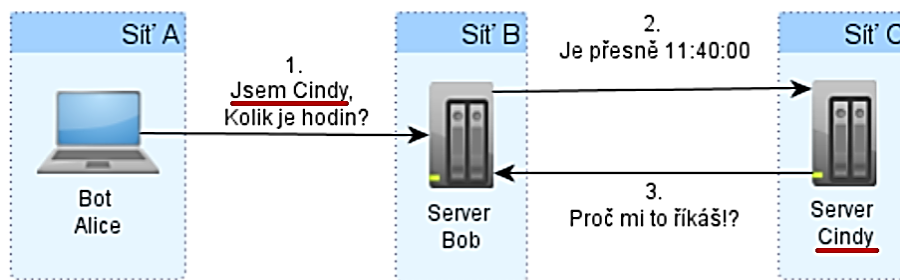 Síť A
1.
Jsem Cindy,
Kolik je hodin?
Bot
Alice
Síť B
Server
Bob
2.
Je přesně 11:40:00
3.
Proč mi to říkáš!?
Síť C
Server
Cindy